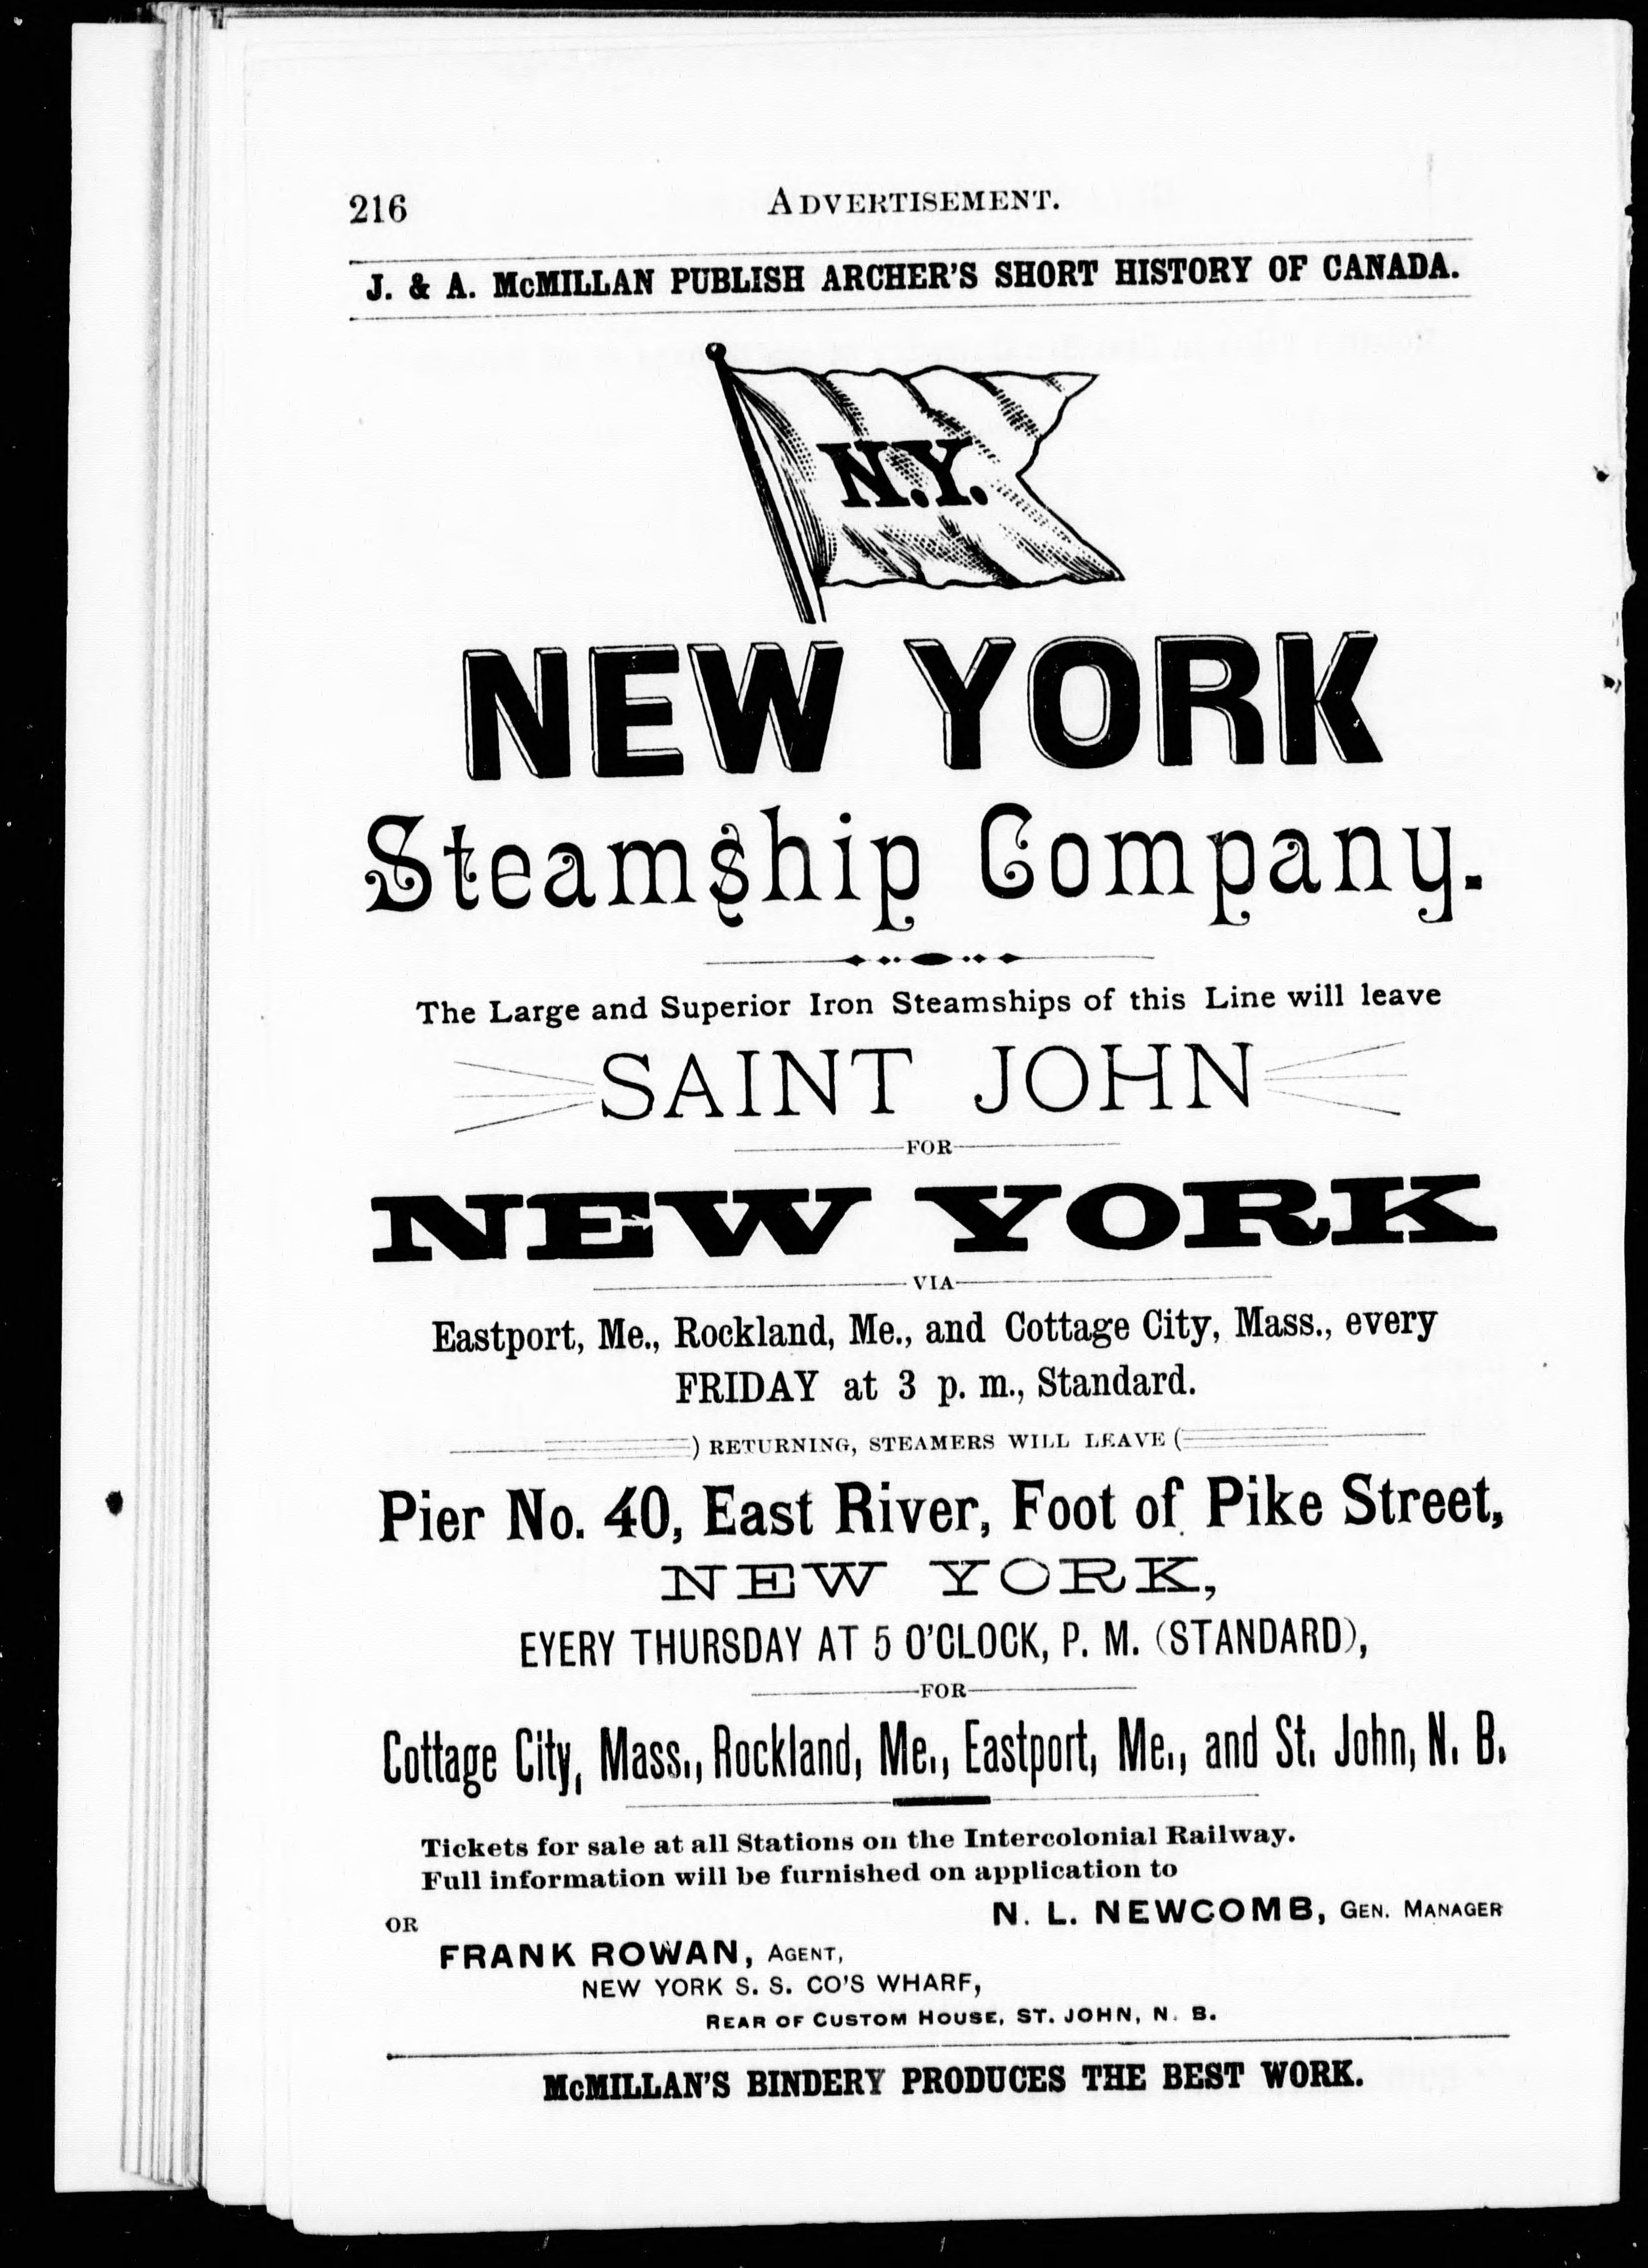 216
ADVERTISEMENT.
J. & A. McMILLAN PUBLISH ARCHER'S SHORT HISTORY OF CANADA.
N.Y.
NEW YORK
Steamship Company.
The Large and Superior Iron Steamships of this Line will leave
SAINT JOHN
FOR
NEW YORK
VIA
Eastport, Me., Rockland, Me., and Cottage City, Mass., every
FRIDAY at 3 p. m., Standard.
) RETURNING, STEAMERS WILL LEAVE (
Pier No. 40, East River, Foot of Pike Street,
NEW YORK,
EYERY THURSDAY AT 5 O'CLOCK, P. M. (STANDARD),
FOR
Cottage City, Mass., Rockland, Me., Eastport, Me., and St. John, N. B.
Tickets for sale at all Stations on the Intercolonial Railway.
Full information will be furnished on application to
N. L. NEWCOMB, GEN. MANAGER
OR
FRANK ROWAN, AGENT,
NEW YORK S. S. CO'S WHARF,
REAR OF CUSTOM HOUSE, ST. JOHN, N. B.
McMILLAN'S BINDERY PRODUCES THE BEST WORK.